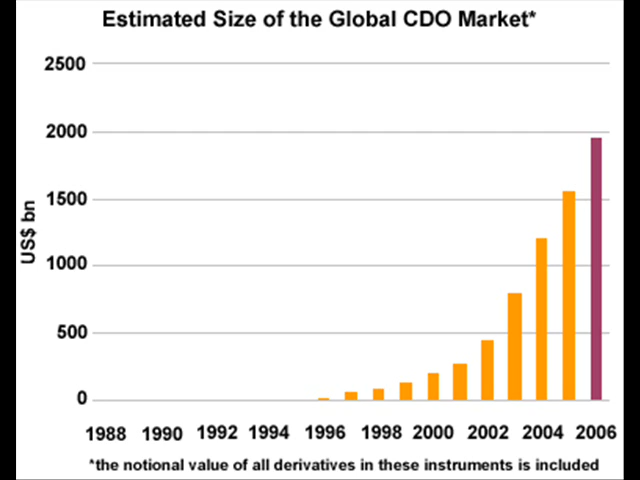 Estimated Size of the Global CDO Market*
2500
2000
1500
1000
500
0
US$ bn
1988 1990 1992 1994 1996 1998 2000 2002 2004 2006
*the notional value of all derivatives in these instruments is included